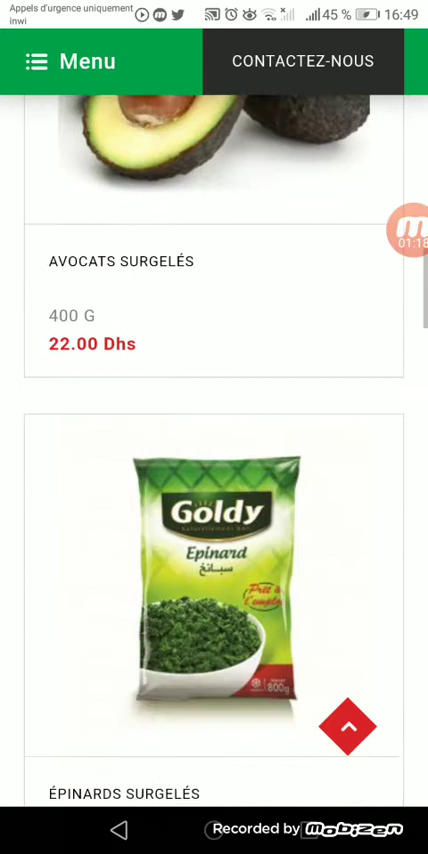 Appels d'urgence uniquement
inwi
45 %
16:49
Menu
CONTACTEZ-NOUS
01:18
AVOCATS SURGELÉS
400 G
22.00 Dhs
Goldy
Epinard
سبانخ
Prêt à
l'emploi
800g
ÉPINARDS SURGELÉS
Recorded by MOBIZEN